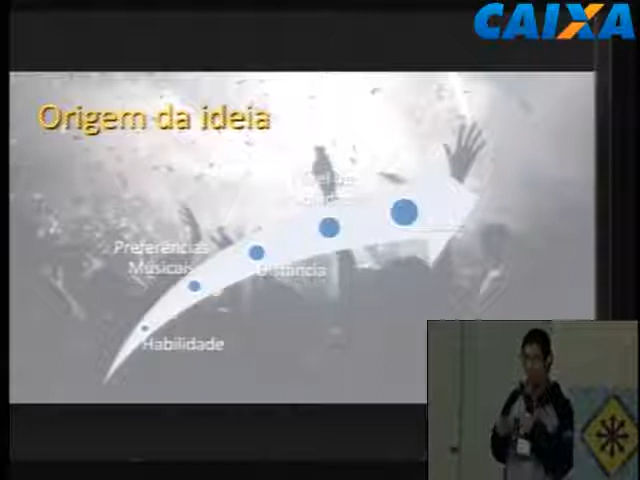 CAIXA
Origem da ideia
Preferências
Musicais
Distância
Habilidade